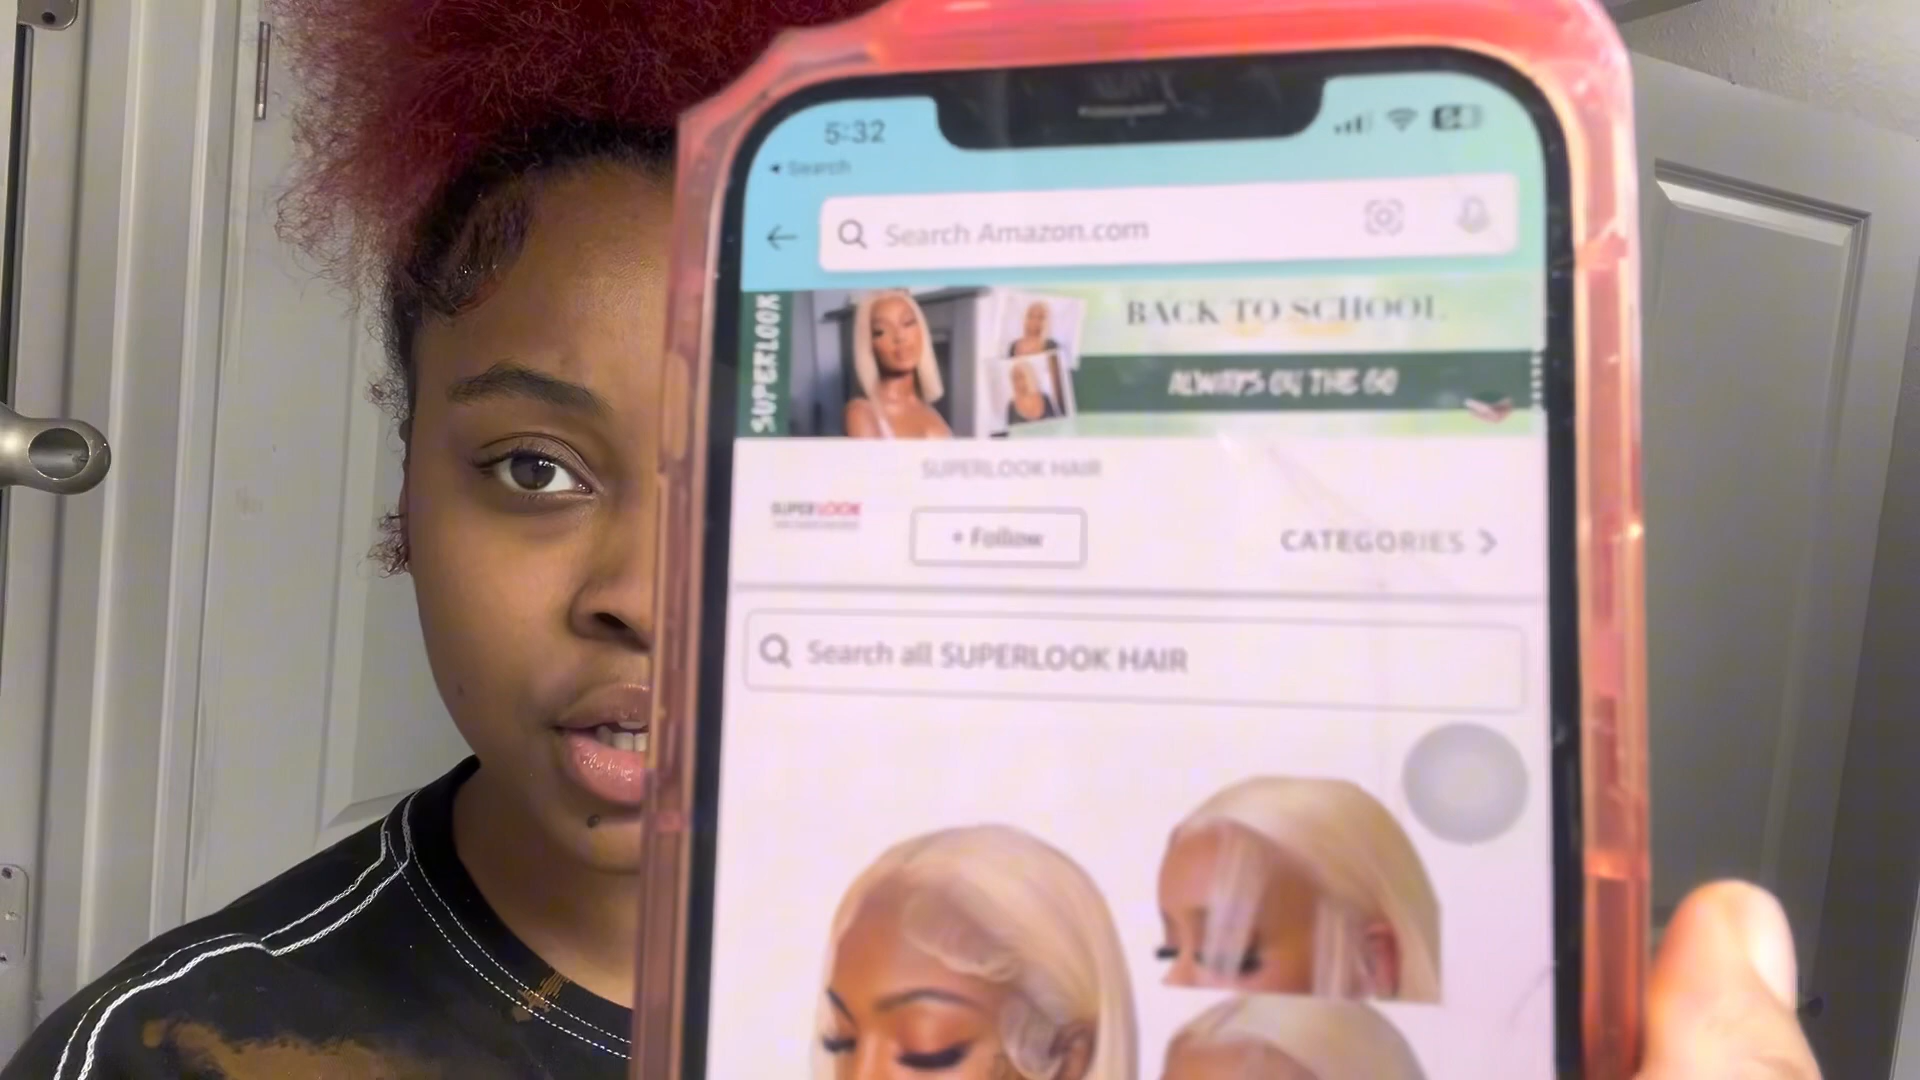 5:32
Search
Search Amazon.com
SUPERLOOK
BACK TO SCHOOL
ALWAYS ON THE GO
SUPERLOOK HAIR
SUPERLOOK
+ Follow
CATEGORIES
Search all SUPERLOOK HAIR